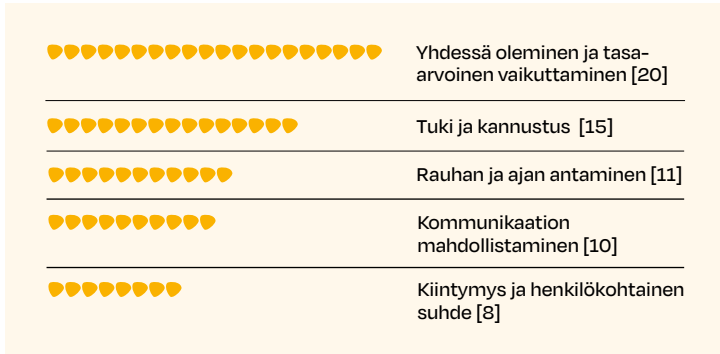 Yhdessä oleminen ja tasa-
arvoinen vaikuttaminen [20]
Tuki ja kannustus [15]
Rauhan ja ajan antaminen [11]
Kommunikaation
mahdollistaminen [10]
Kiintymys ja henkilökohtainen
suhde [8]